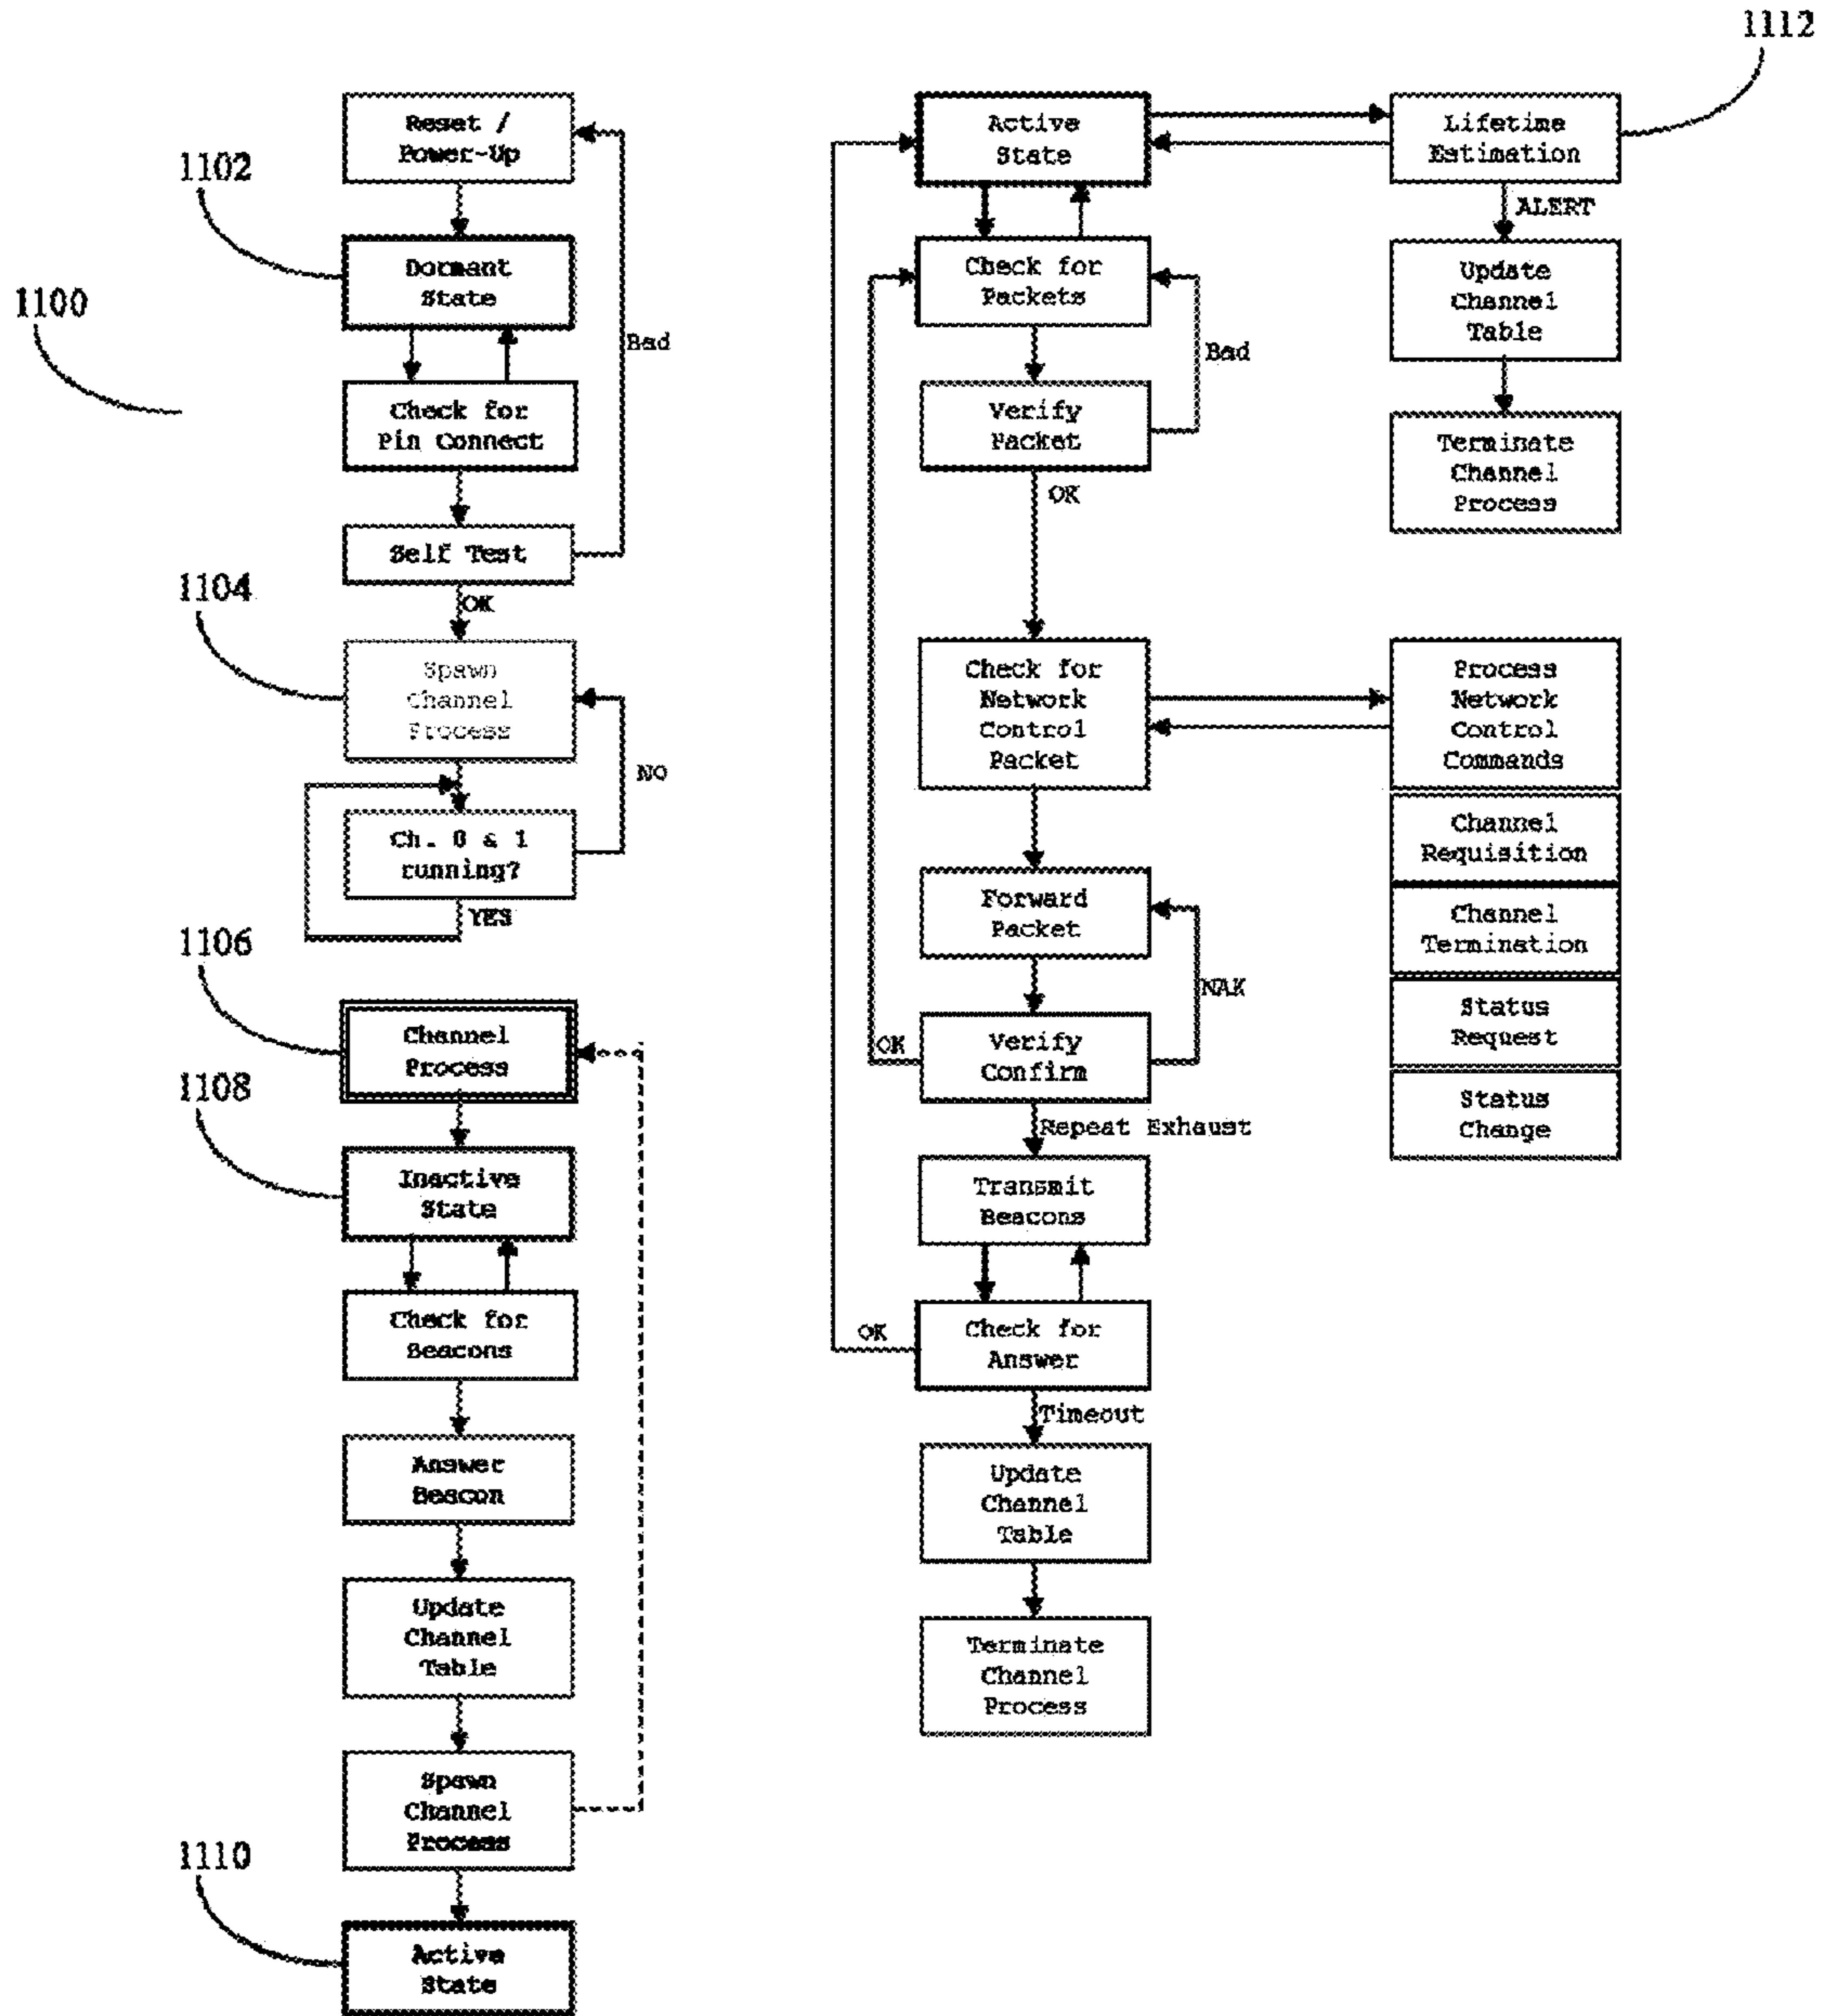 1112
Reset /
Power-Up
1102
Dormant
State
1100
Bad
Check for
Pin Connect
Self Test
1104
OK
Spawn
Channel
Process
NO
Ch. 0 & 1
running?
YES
1106
Channel
Process
1108
Inactive
State
Check for
Beacons
Answer
Beacon
Update
Channel
Table
Spawn
Channel
Process
1110
Active
State
Active
State
Lifetime
Estimation
ALERT
Check for
Packets
Update
Channel
Table
Bad
Verify
Packet
Terminate
Channel
Process
OK
Check for
Network
Control
Packet
Process
Network
Control
Commands
Channel
Requisition
Channel
Termination
Status
Request
Status
Change
Forward
Packet
NAK
OK
Verify
Confirm
Repeat Exhaust
Transmit
Beacons
OK
Check for
Answer
Timeout
Update
Channel
Table
Terminate
Channel
Process